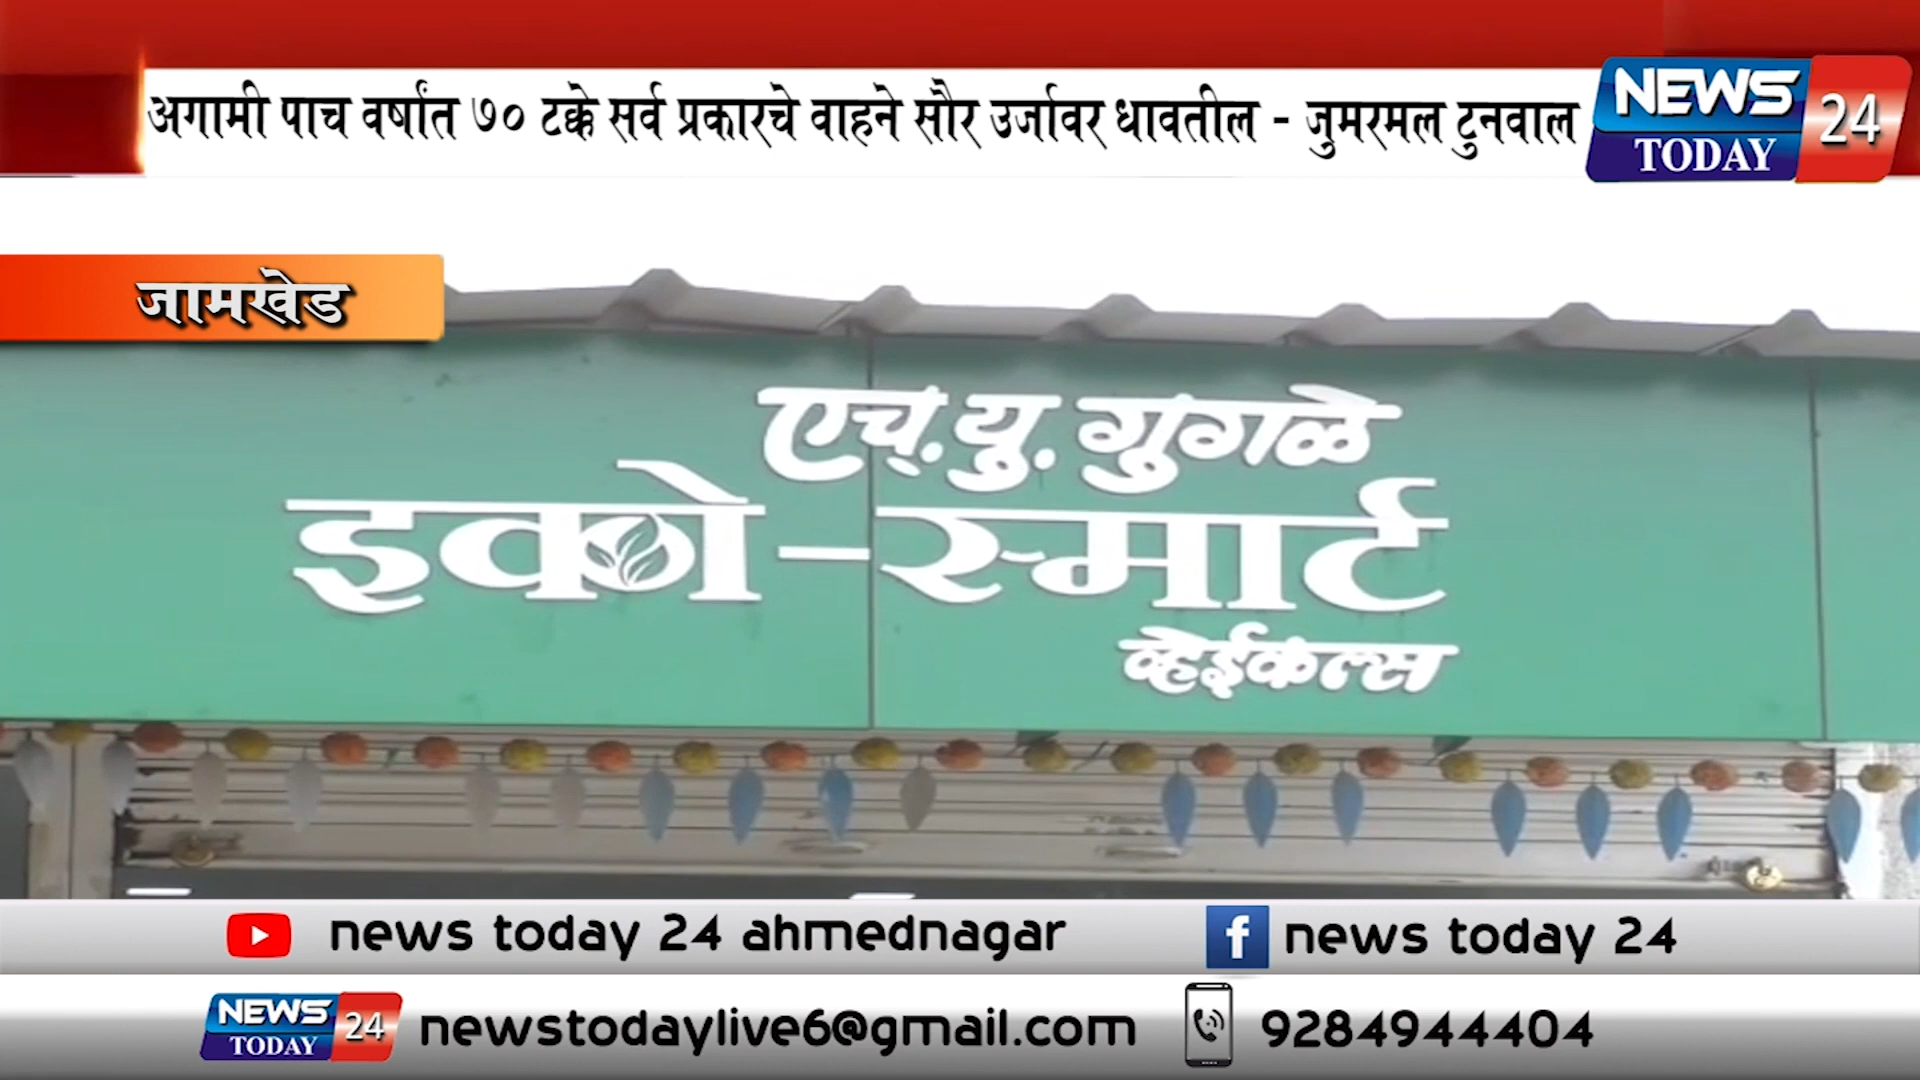 अगामी पाच वर्षांत ७० टक्के सर्व प्रकारचे वाहने सौर उर्जावर धावतील - जुमरमल टुनवाल
NEWS TODAY 24
जामखेड
एच्.यु.गुगळे
इको-स्मार्ट
व्हेईकल्स
news today 24 ahmednagar
news today 24
NEWS TODAY 24
newstodaylive6@gmail.com
9284944404